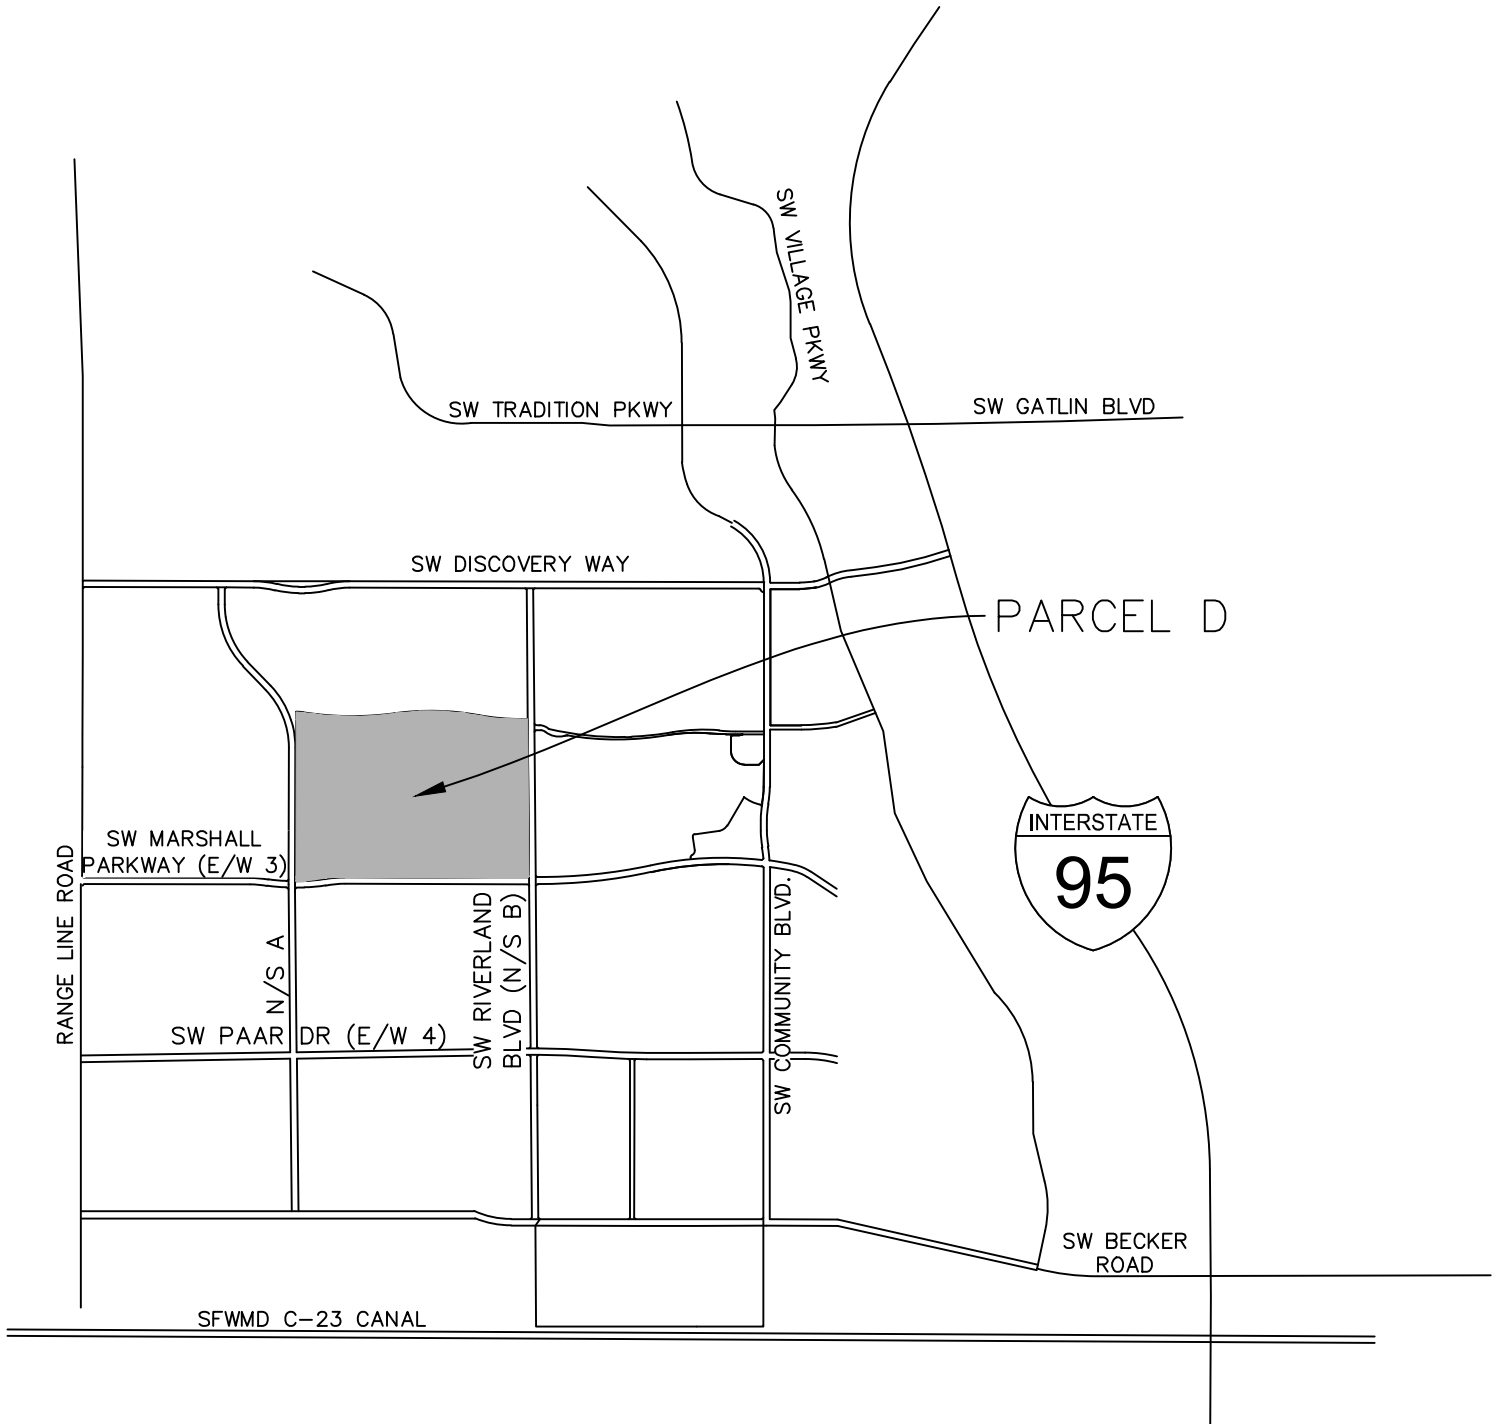 SW VILLAGE PKWY
SW TRADITION PKWY
SW GATLIN BLVD
SW DISCOVERY WAY
PARCEL D
INTERSTATE
95
SW MARSHALL
PARKWAY (E/W 3)
RANGE LINE ROAD
N/S A
SW RIVERLAND
BLVD (N/S B)
SW COMMUNITY BLVD.
SW PAAR DR (E/W 4)
SW BECKER
ROAD
SFWMD C-23 CANAL